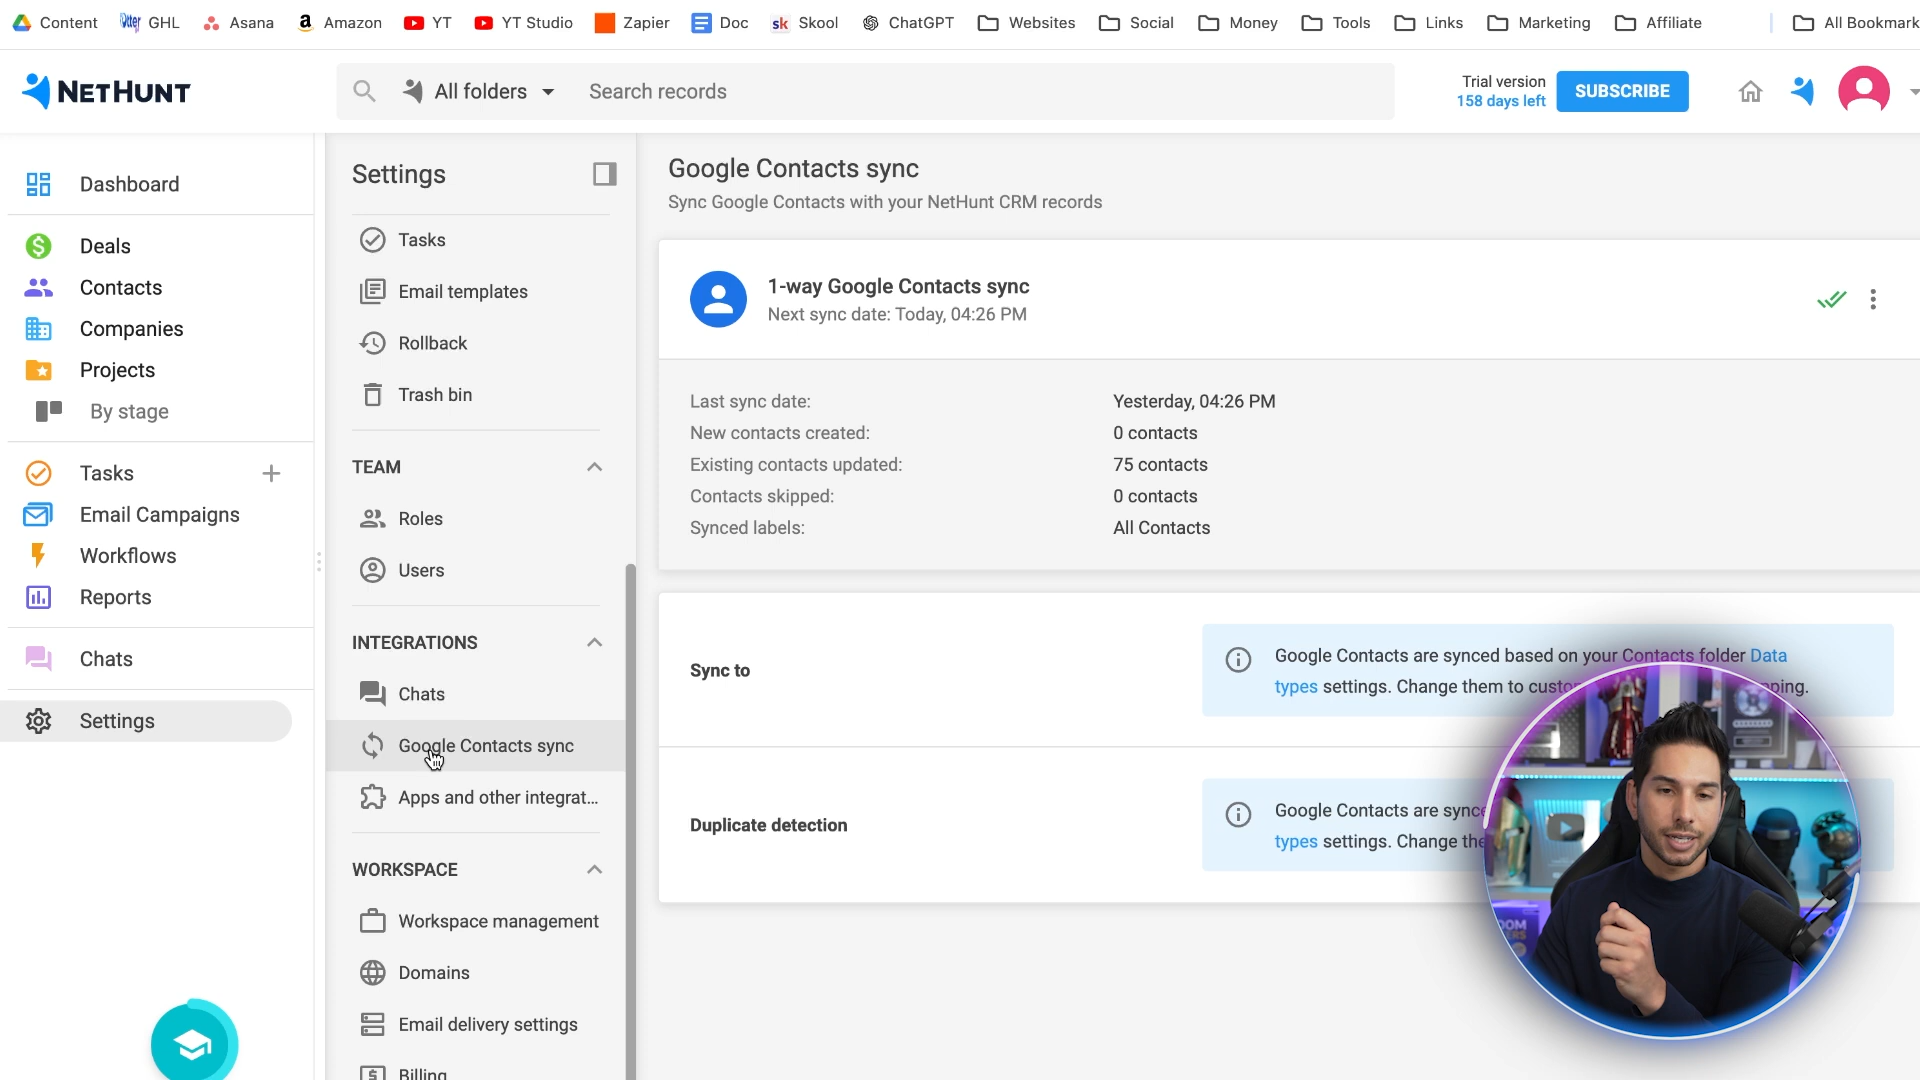 Content
GHL
Asana
Amazon
YT
YT Studio
Zapier
Doc
Skool
ChatGPT
Websites
Social
Money
Tools
Links
Marketing
Affiliate
All Bookmark
NETHUNT
All folders
Search records
Trial version
158 days left
SUBSCRIBE
Dashboard
Deals
Contacts
Companies
Projects
By stage
Tasks
Email Campaigns
Workflows
Reports
Chats
Settings
Settings
Tasks
Email templates
Rollback
Trash bin
TEAM
Roles
Users
INTEGRATIONS
Chats
Google Contacts sync
Apps and other integrat...
WORKSPACE
Workspace management
Domains
Email delivery settings
Billing
Google Contacts sync
Sync Google Contacts with your NetHunt CRM records
1-way Google Contacts sync
Next sync date: Today, 04:26 PM
Last sync date: Yesterday, 04:26 PM
New contacts created: 0 contacts
Existing contacts updated: 75 contacts
Contacts skipped: 0 contacts
Synced labels: All Contacts
Sync to
Google Contacts are synced based on your Contacts folder Data
types settings. Change them to
Duplicate detection
Google Contacts are
types settings. Change